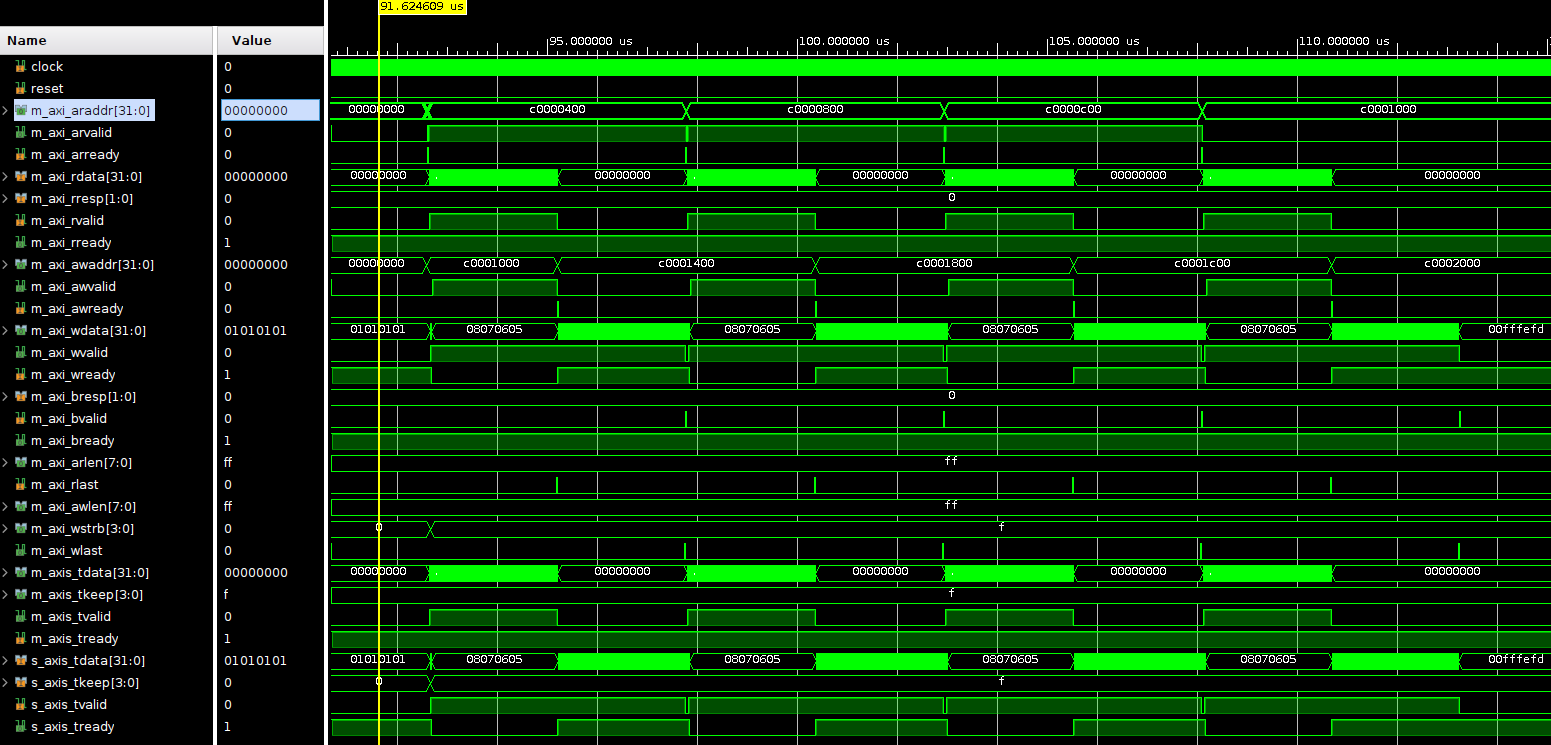 91.624609 us
Name Value
95.000000 us 100.000000 us 105.000000 us 110.000000 us
clock 0
reset 0
m_axi_araddr[31:0] 00000000 00000000 c0000400 c0000800 c0000c00 c0001000
m_axi_arvalid 0
m_axi_arready 0
m_axi_rdata[31:0] 00000000 00000000 00000000 00000000 00000000 00000000
m_axi_rresp[1:0] 0 0
m_axi_rvalid 0
m_axi_rready 1
m_axi_awaddr[31:0] 00000000 00000000 c0001000 c0001400 c0001800 c0001c00 c0002000
m_axi_awvalid 0
m_axi_awready 0
m_axi_wdata[31:0] 01010101 01010101 08070605 08070605 08070605 08070605 00fffefd
m_axi_wvalid 0
m_axi_wready 1
m_axi_bresp[1:0] 0 0
m_axi_bvalid 0
m_axi_bready 1
m_axi_arlen[7:0] ff ff
m_axi_rlast 0
m_axi_awlen[7:0] ff ff
m_axi_wstrb[3:0] 0 0 f
m_axi_wlast 0
m_axis_tdata[31:0] 00000000 00000000 00000000 00000000 00000000 00000000
m_axis_tkeep[3:0] f f
m_axis_tvalid 0
m_axis_tready 1
s_axis_tdata[31:0] 01010101 01010101 08070605 08070605 08070605 08070605 00fffefd
s_axis_tkeep[3:0] 0 0 f
s_axis_tvalid 0
s_axis_tready 1